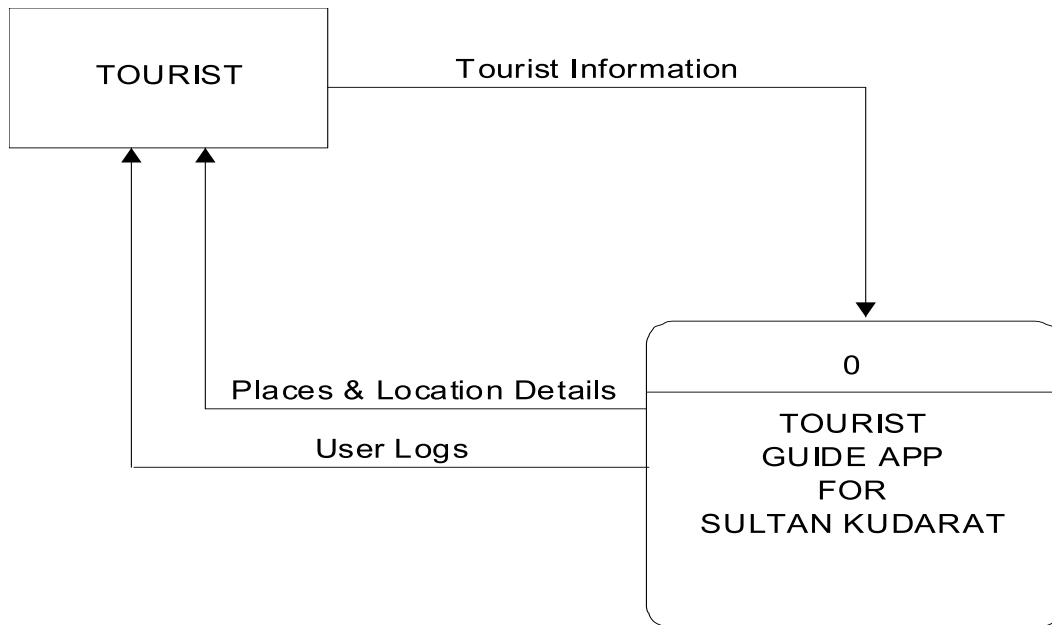 TOURIST
Tourist Information
0
Places & Location Details
TOURIST
GUIDE APP
FOR
SULTAN KUDARAT
User Logs